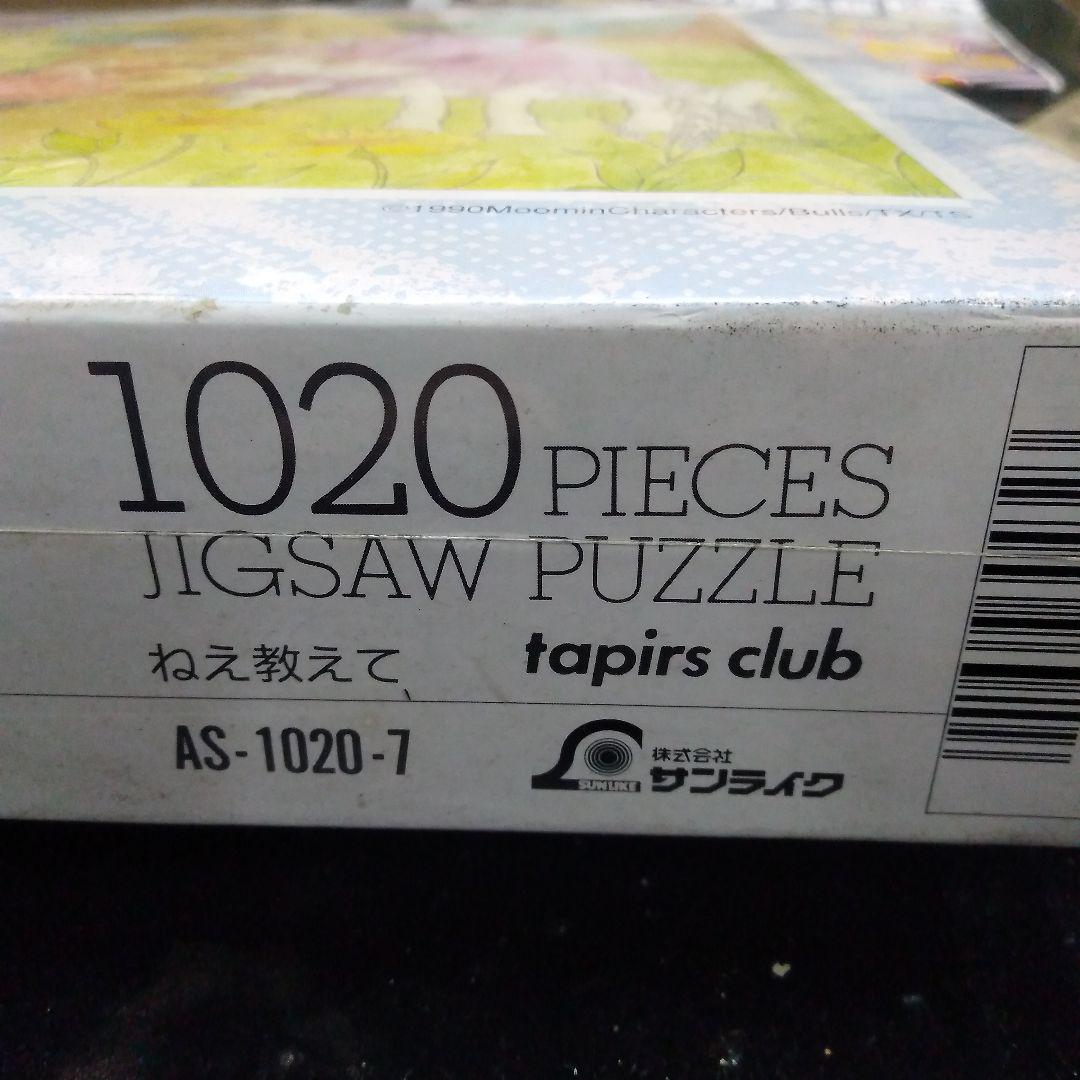 ©1990MoominCharacters/Bulls/TX/TS
1020 PIECES
JIGSAW PUZZLE
ねえ教えて
tapirs club
AS-1020-7
SUNLIKE
株式会社
サンライク